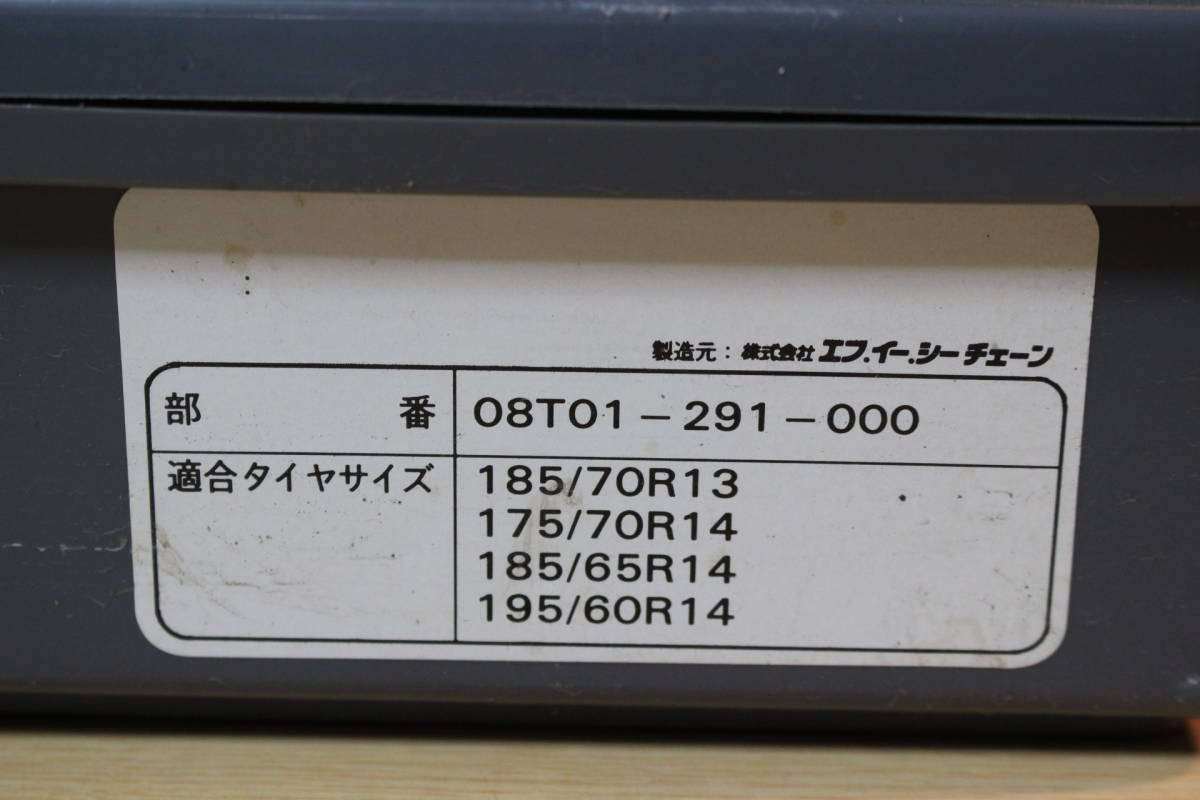 製造元：株式会社エフ.イー.シーチェーン
部番 08T01-291-000
適合タイヤサイズ 185/70R13
175/70R14
185/65R14
195/60R14